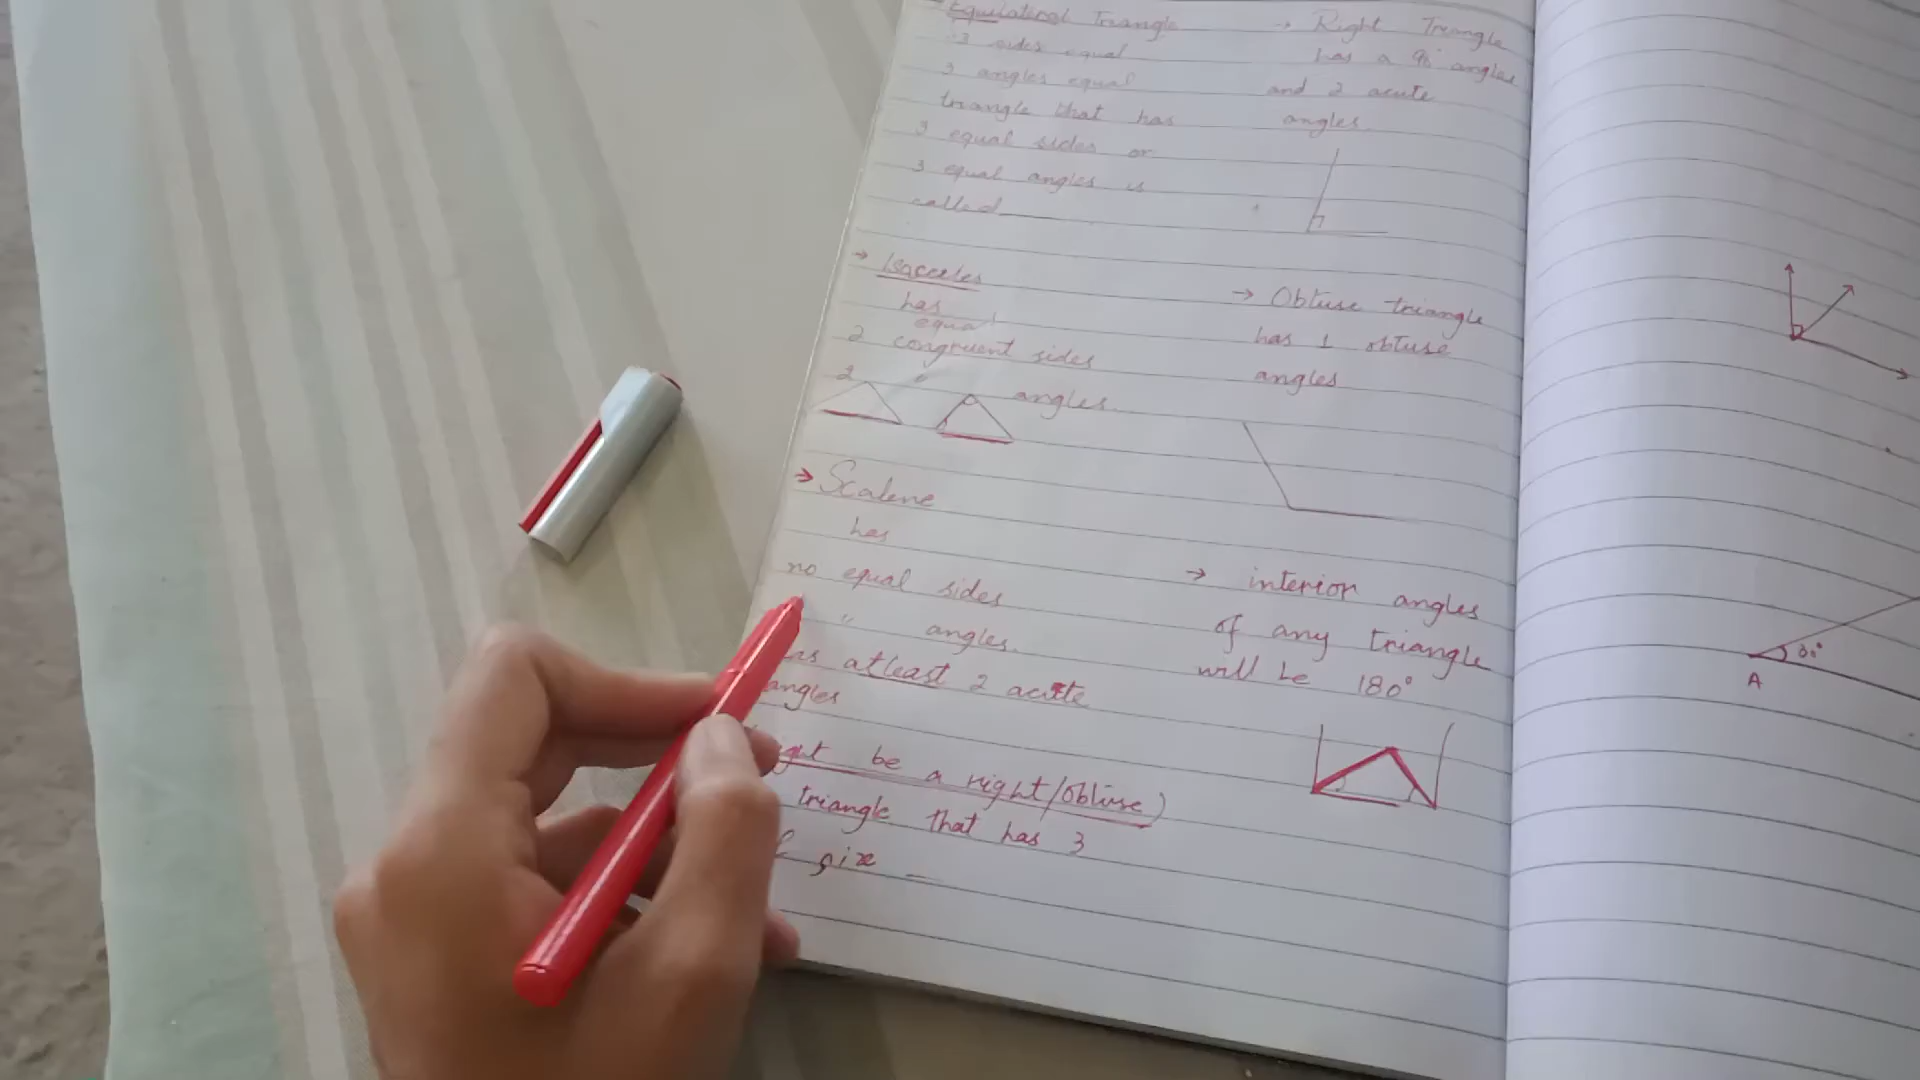 Equilateral Triangle
3 sides equal
3 angles equal
triangle that has
3 equal sides or
3 equal angles is
called
→ Isacceles
has
equal
2 congruent sides
2 " angles.
→ Scalene
has
no equal sides
" angles.
atleast 2 acute
angles
be a right/obtuse)
triangle that has 3
size
→ Right Triangle
has a 90 angles
and 2 acute
angles
→ Obtuse triangle
has 1 obtuse
angles
→ interior angles
of any triangle
will be 180°
30°
A